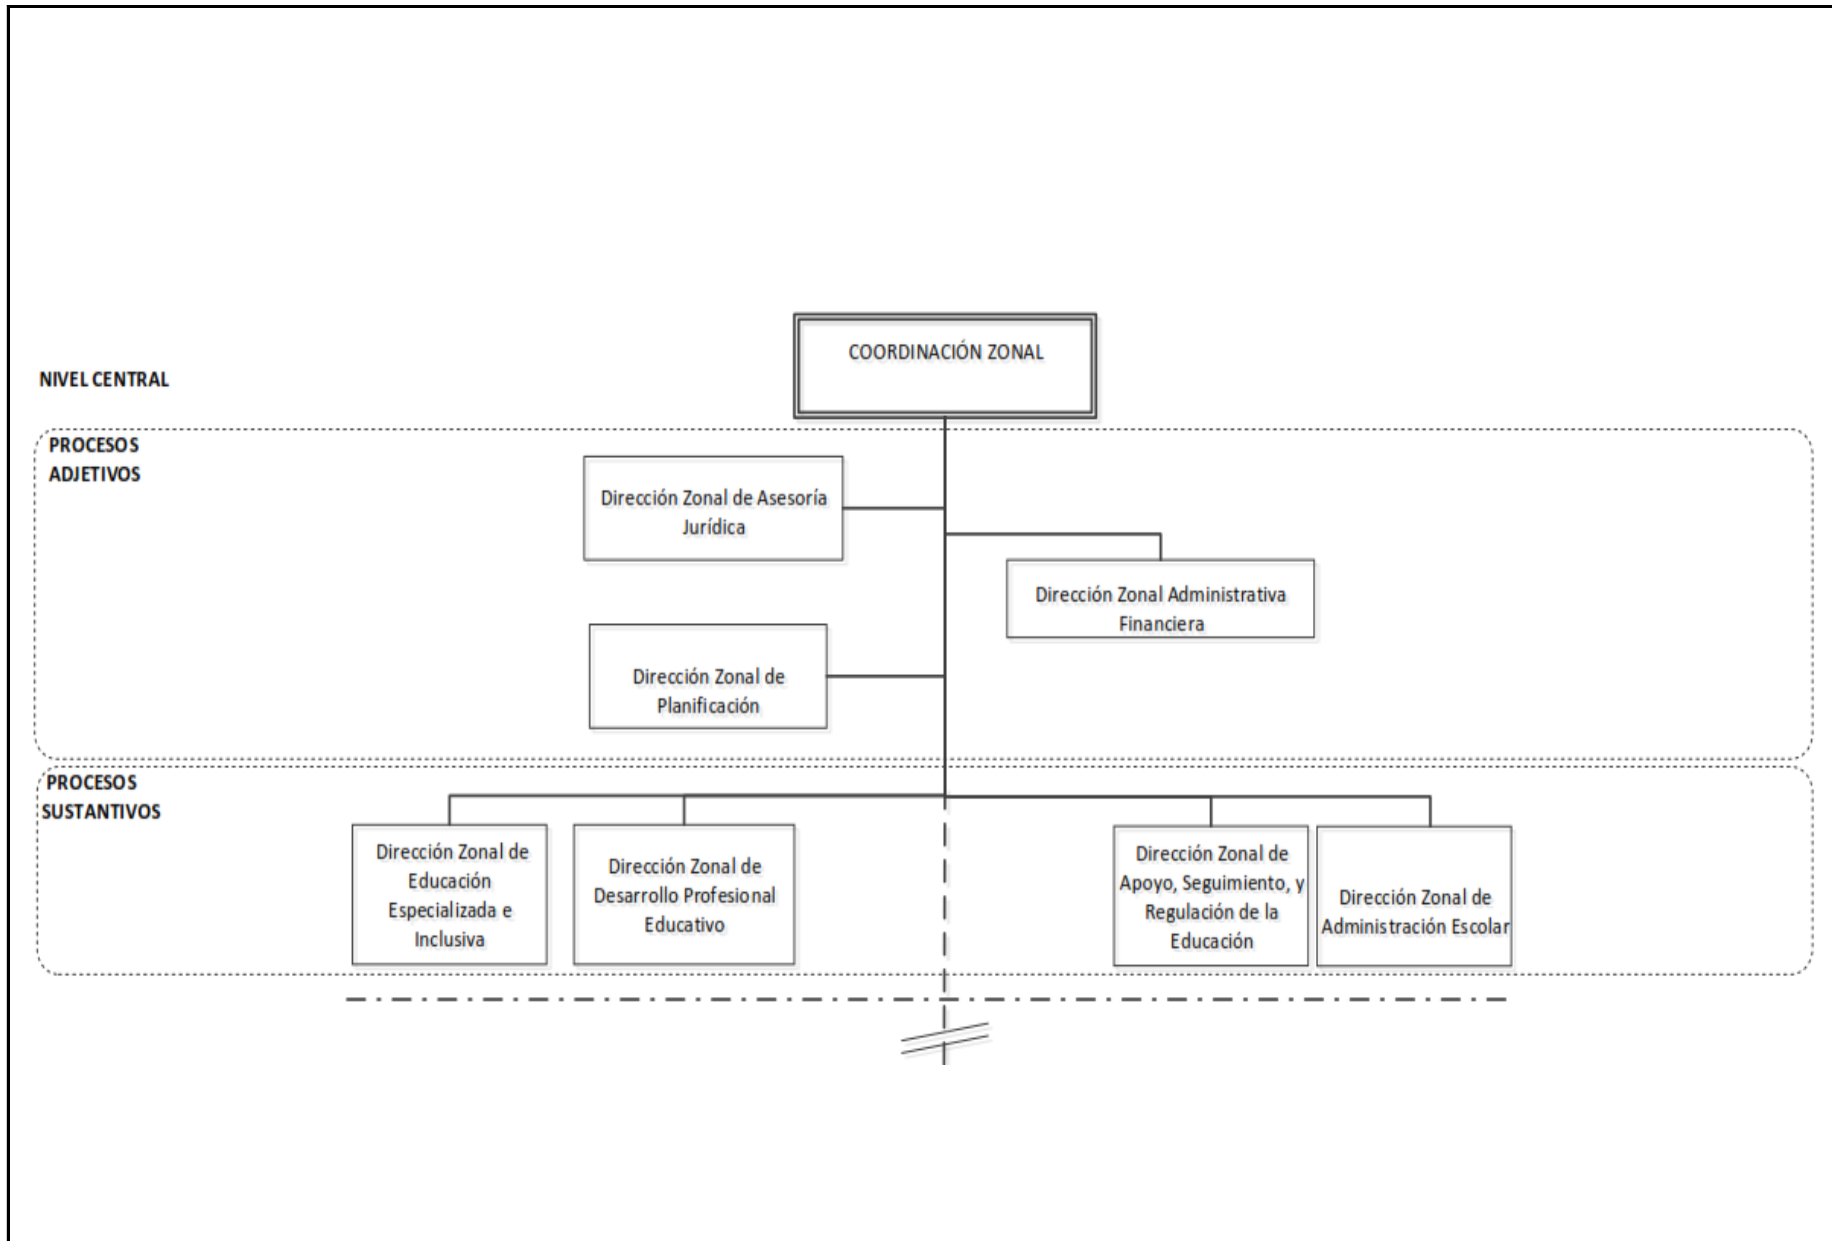 COORDINACIÓN ZONAL
NIVEL CENTRAL
PROCESOS
ADJETIVOS
Dirección Zonal de Asesoría
Jurídica
Dirección Zonal Administrativa
Financiera
Dirección Zonal de
Planificación
PROCESOS
SUSTANTIVOS
Dirección Zonal de
Educación
Especializada e
Inclusiva
Dirección Zonal de
Desarrollo Profesional
Educativo
Dirección Zonal de
Apoyo, Seguimiento, y
Regulación de la
Educación
Dirección Zonal de
Administración Escolar